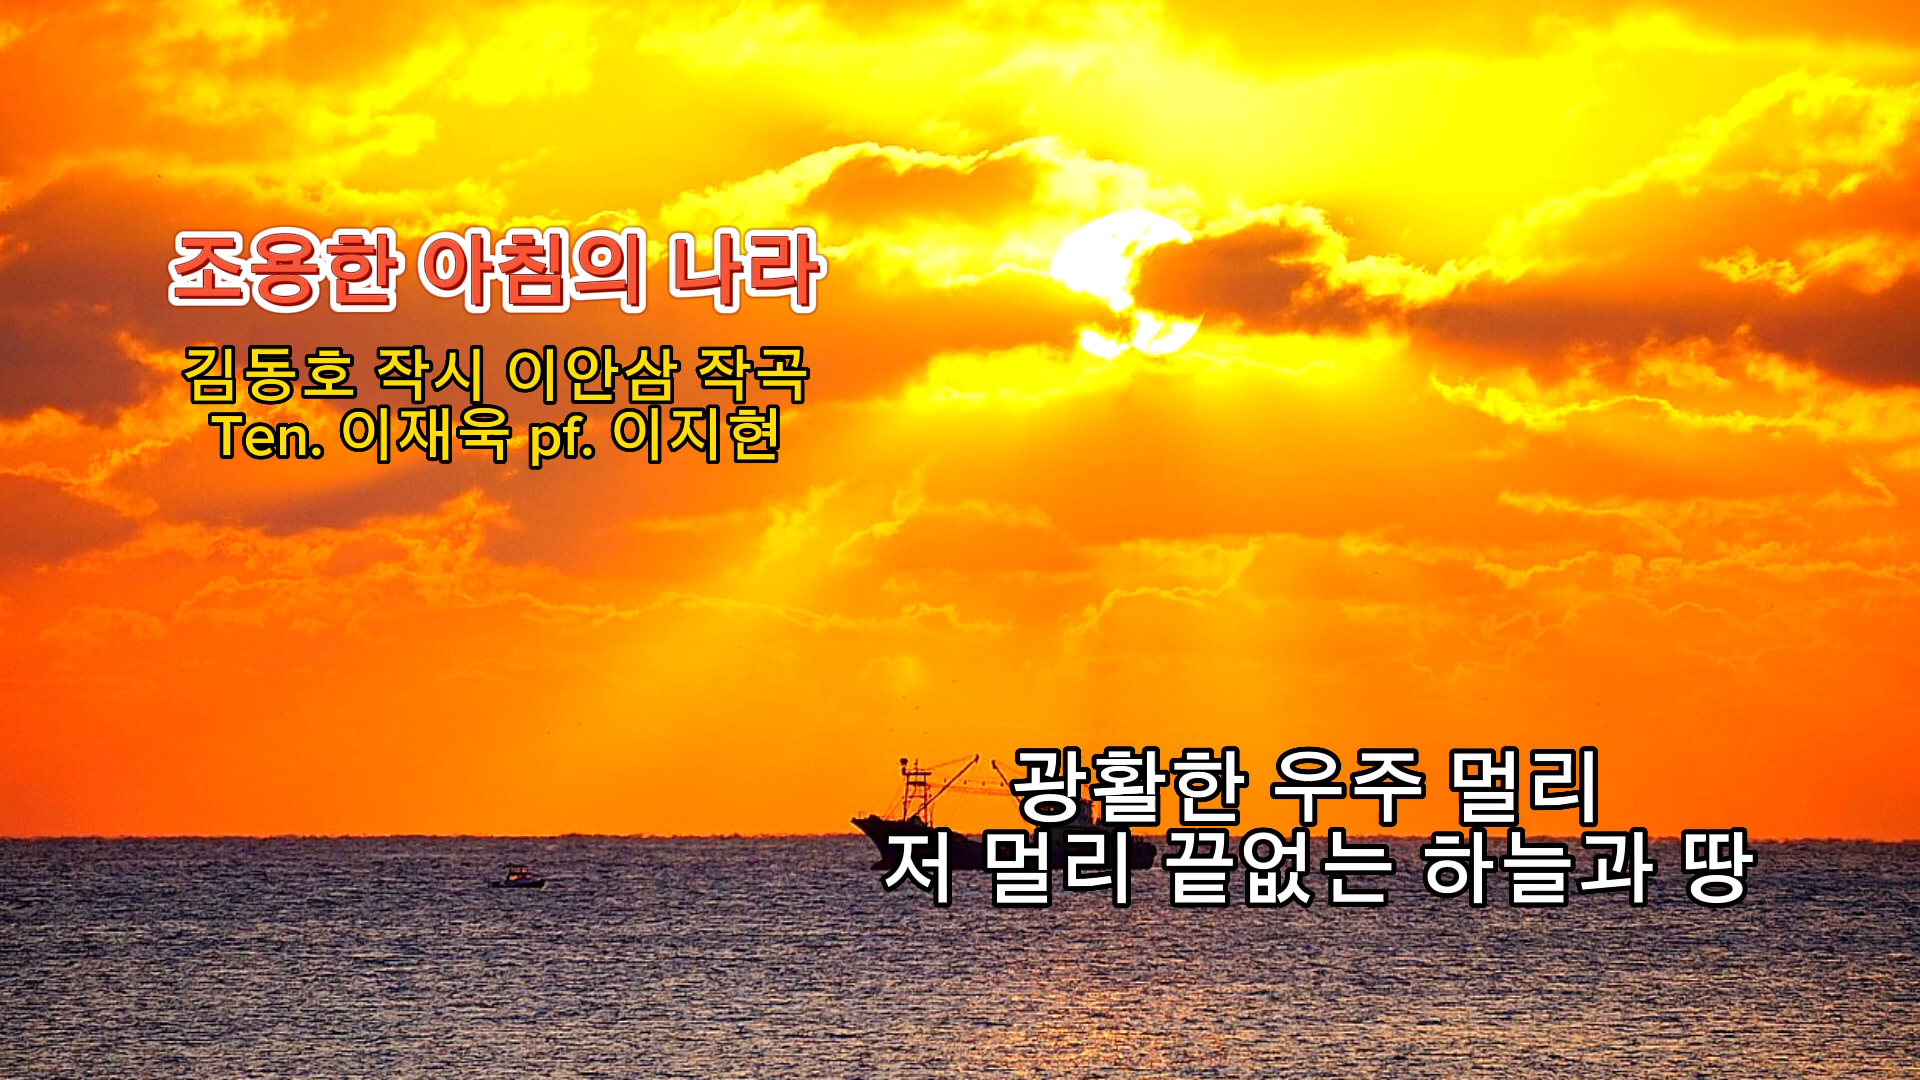 조용한 아침의 나라
김동호 작시 이안삼 작곡
Ten. 이재욱 pf. 이지현
광활한 우주 멀리
저 멀리 끝없는 하늘과 땅